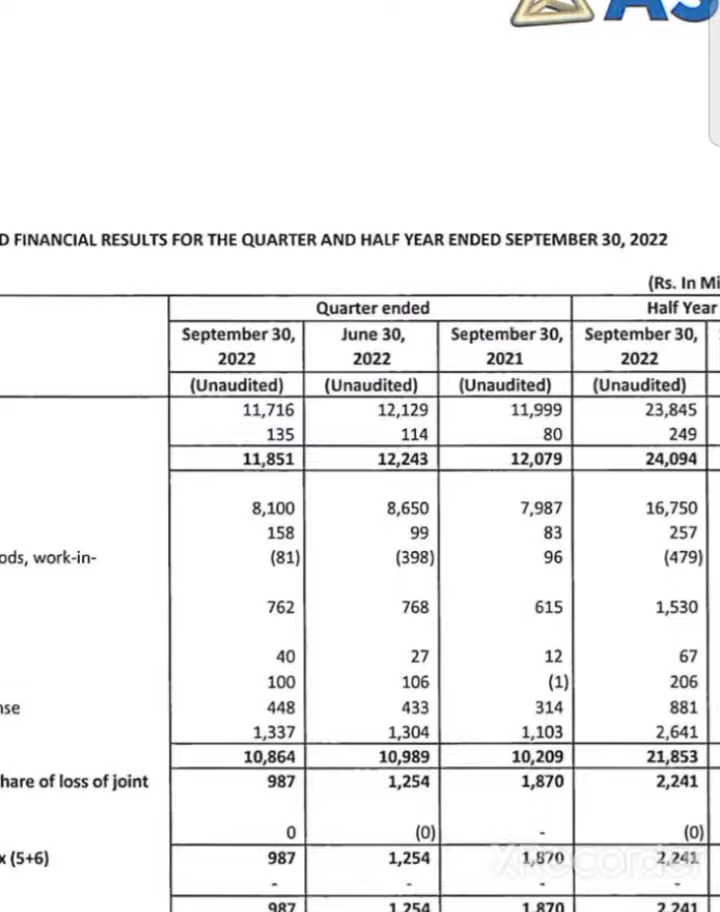 AS
D FINANCIAL RESULTS FOR THE QUARTER AND HALF YEAR ENDED SEPTEMBER 30, 2022
(Rs. In Mi
Quarter ended Half Year
September 30, 2022 June 30, 2022 September 30, 2021 September 30, 2022
(Unaudited) (Unaudited) (Unaudited) (Unaudited)
11,716 12,129 11,999 23,845
135 114 80 249
11,851 12,243 12,079 24,094
8,100 8,650 7,987 16,750
158 99 83 257
ods, work-in- (81) (398) 96 (479)
762 768 615 1,530
40 27 12 67
100 106 (1) 206
nse 448 433 314 881
1,337 1,304 1,103 2,641
10,864 10,989 10,209 21,853
hare of loss of joint 987 1,254 1,870 2,241
0 (0) - (0)
x (5+6) 987 1,254 1,870 2,241
- - - -
987 1,254 1,870 2,241
XRecorder